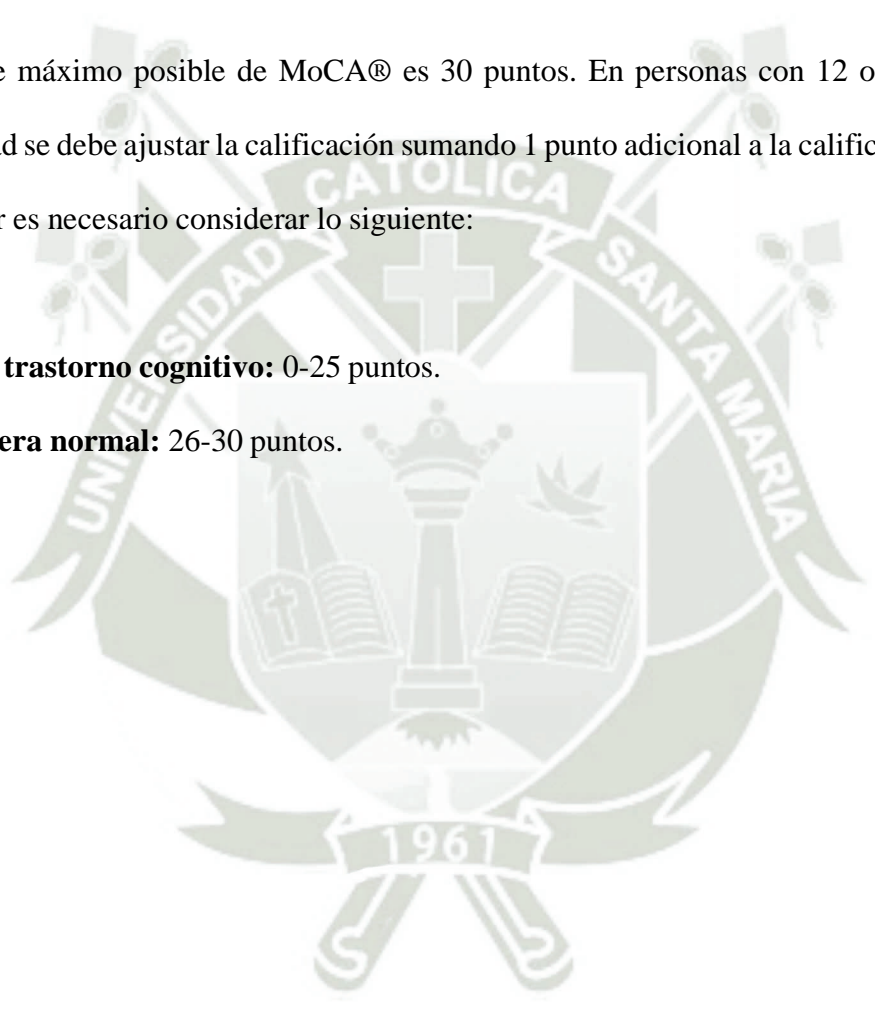 e máximo posible de MoCA® es 30 puntos. En personas con 12 o
d se debe ajustar la calificación sumando 1 punto adicional a la calific
r es necesario considerar lo siguiente:
trastorno cognitivo: 0-25 puntos.
era normal: 26-30 puntos.
UNIVERSIDAD CATOLICA SANTA MARIA
1961